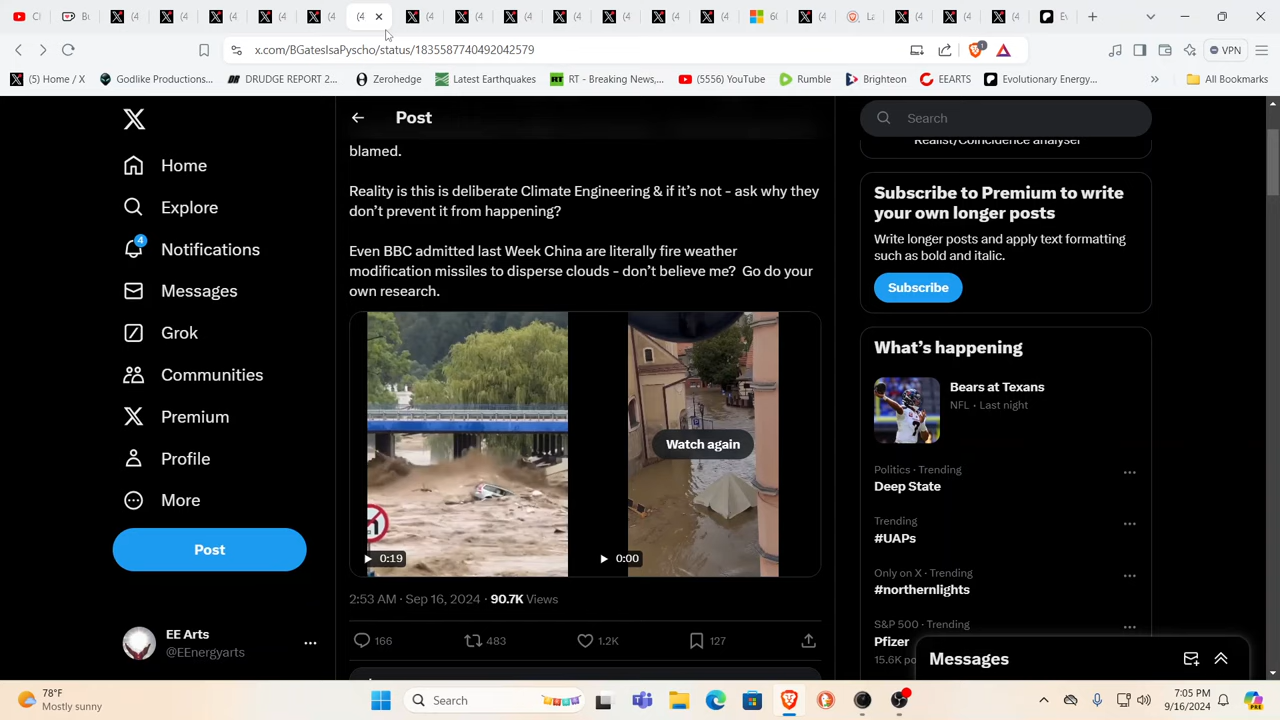 x.com/BGatesIsaPyscho/status/1835587740492042579
VPN
(5) Home / X
Godlike Productions...
DRUDGE REPORT 2...
Zerohedge
Latest Earthquakes
RT - Breaking News,...
(5556) YouTube
Rumble
Brighteon
EEARTS
Evolutionary Energy...
All Bookmarks
Home
Explore
Notifications
4
Messages
Grok
Communities
Premium
Profile
More
Post
EE Arts
@EEnergyarts
Post
blamed.
Reality is this is deliberate Climate Engineering & if it's not - ask why they
don't prevent it from happening?
Even BBC admitted last Week China are literally fire weather
modification missiles to disperse clouds - don't believe me? Go do your
own research.
Watch again
0:19
0:00
2:53 AM · Sep 16, 2024 · 90.7K Views
166
483
1.2K
127
Search
Realist/Coincidence analyser
Subscribe to Premium to write
your own longer posts
Write longer posts and apply text formatting
such as bold and italic.
Subscribe
What's happening
Bears at Texans
NFL · Last night
Politics · Trending
Deep State
Trending
#UAPs
Only on X · Trending
#northernlights
S&P 500 · Trending
Pfizer
15.6K po
Messages
78°F
Mostly sunny
Search
7:05 PM
9/16/2024